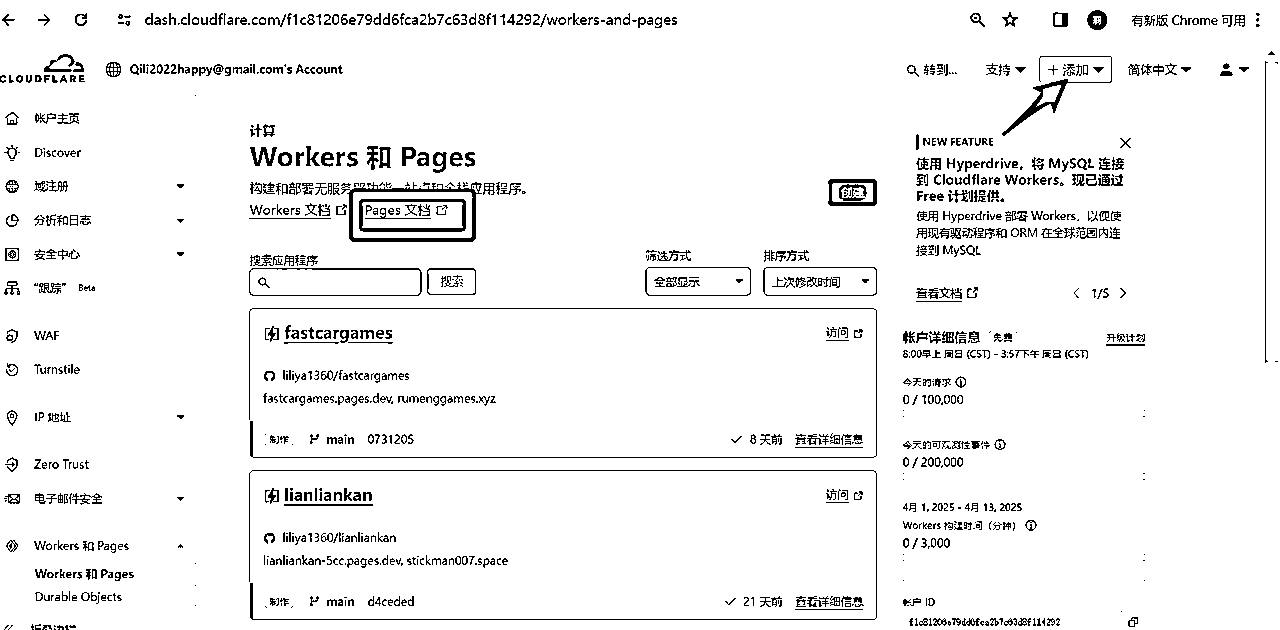 dash.cloudflare.com/f1c81206e79dd6fca2b7c63d8f114292/workers-and-pages
有新版 Chrome 可用
CLOUDFLARE
Qili2022happy@gmail.com's Account
转到...
支持
+ 添加
简体中文
帐户主页
Discover
域注册
分析和日志
安全中心
"跟踪" Beta
WAF
Turnstile
IP 地址
Zero Trust
电子邮件安全
Workers 和 Pages
Workers 和 Pages
Durable Objects
计算
Workers 和 Pages
构建和部署无服务器功能、站点和全栈应用程序。
Workers 文档
Pages 文档
创建
搜索应用程序
搜索
筛选方式
全部显示
排序方式
上次修改时间
fastcargames
访问
liliya1360/fastcargames
fastcargames.pages.dev, rumenggames.xyz
制作
main
0731205
8 天前
查看详细信息
lianliankan
访问
liliya1360/lianliankan
lianliankan-5cc.pages.dev, stickman007.space
制作
main
d4ceded
21 天前
查看详细信息
NEW FEATURE
使用 Hyperdrive，将 MySQL 连接
到 Cloudflare Workers。现已通过
Free 计划提供。
使用 Hyperdrive 部署 Workers，以便使
用现有驱动程序和 ORM 在全球范围内连
接到 MySQL
查看文档
1/5
帐户详细信息
免费
升级计划
8:00早上 周日 (CST) - 3:57下午 周日 (CST)
今天的请求
0 / 100,000
今天的可观测性事件
0 / 200,000
4月 1, 2025 - 4月 13, 2025
Workers 构建时间（分钟）
0 / 3,000
帐户 ID
f1c81206e79dd6fca2b7c63d8f114292